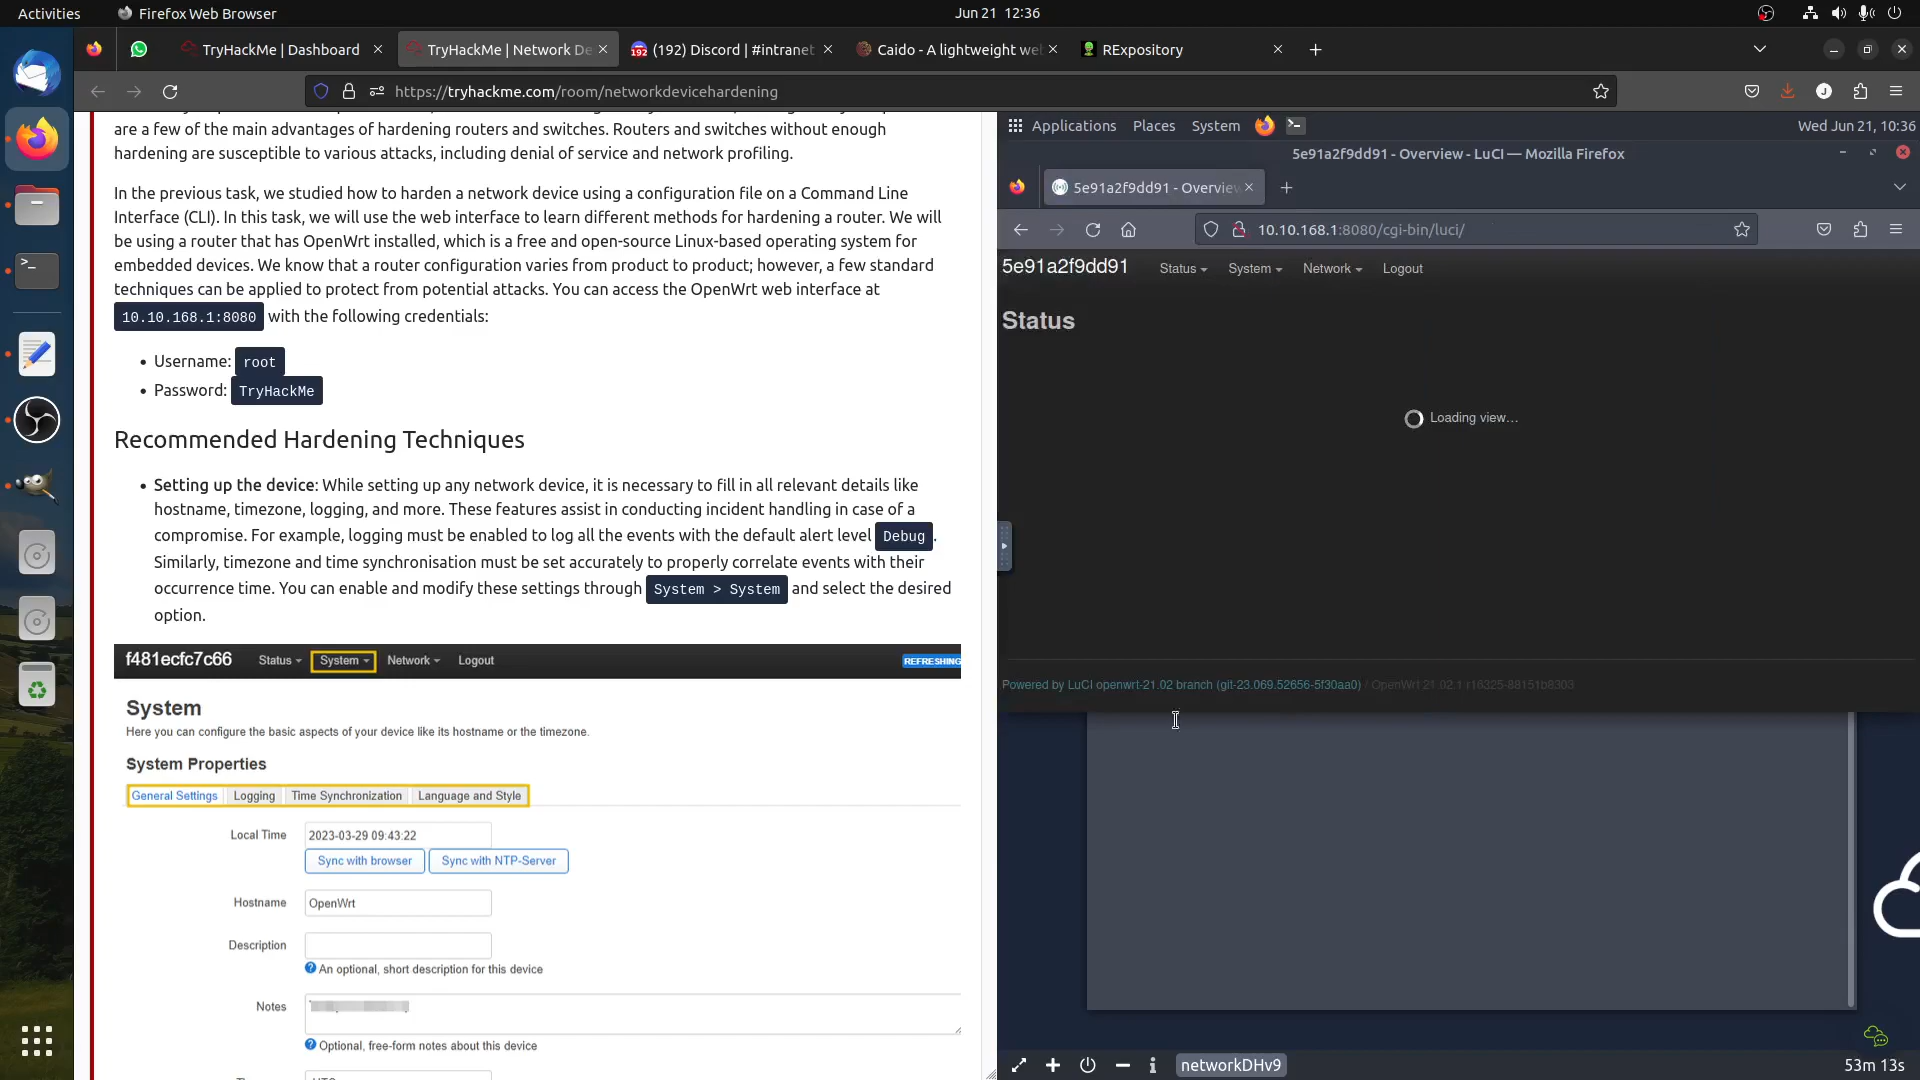 Activities
Firefox Web Browser
Jun 21 12:36
TryHackMe | Dashboard
TryHackMe | Network De
(192) Discord | #intranet
Caido - A lightweight we
RExpository
https://tryhackme.com/room/networkdevicehardening
are a few of the main advantages of hardening routers and switches. Routers and switches without enough
hardening are susceptible to various attacks, including denial of service and network profiling.
In the previous task, we studied how to harden a network device using a configuration file on a Command Line
Interface (CLI). In this task, we will use the web interface to learn different methods for hardening a router. We will
be using a router that has OpenWrt installed, which is a free and open-source Linux-based operating system for
embedded devices. We know that a router configuration varies from product to product; however, a few standard
techniques can be applied to protect from potential attacks. You can access the OpenWrt web interface at
10.10.168.1:8080 with the following credentials:
• Username: root
• Password: TryHackMe
Recommended Hardening Techniques
• Setting up the device: While setting up any network device, it is necessary to fill in all relevant details like
hostname, timezone, logging, and more. These features assist in conducting incident handling in case of a
compromise. For example, logging must be enabled to log all the events with the default alert level Debug.
Similarly, timezone and time synchronisation must be set accurately to properly correlate events with their
occurrence time. You can enable and modify these settings through System > System and select the desired
option.
f481ecfc7c66 Status System Network Logout REFRESHING
System
Here you can configure the basic aspects of your device like its hostname or the timezone.
System Properties
General Settings Logging Time Synchronization Language and Style
Local Time 2023-03-29 09:43:22
Sync with browser Sync with NTP-Server
Hostname OpenWrt
Description
An optional, short description for this device
Notes
Optional, free-form notes about this device
Applications Places System Wed Jun 21, 10:36
5e91a2f9dd91 - Overview - LuCI — Mozilla Firefox
5e91a2f9dd91 - Overview
10.10.168.1:8080/cgi-bin/luci/
5e91a2f9dd91 Status System Network Logout
Status
Loading view…
Powered by LuCI openwrt-21.02 branch (git-23.069.52656-5f30aa0) / OpenWrt 21.02.1 r16325-88151b8303
networkDHv9
53m 13s